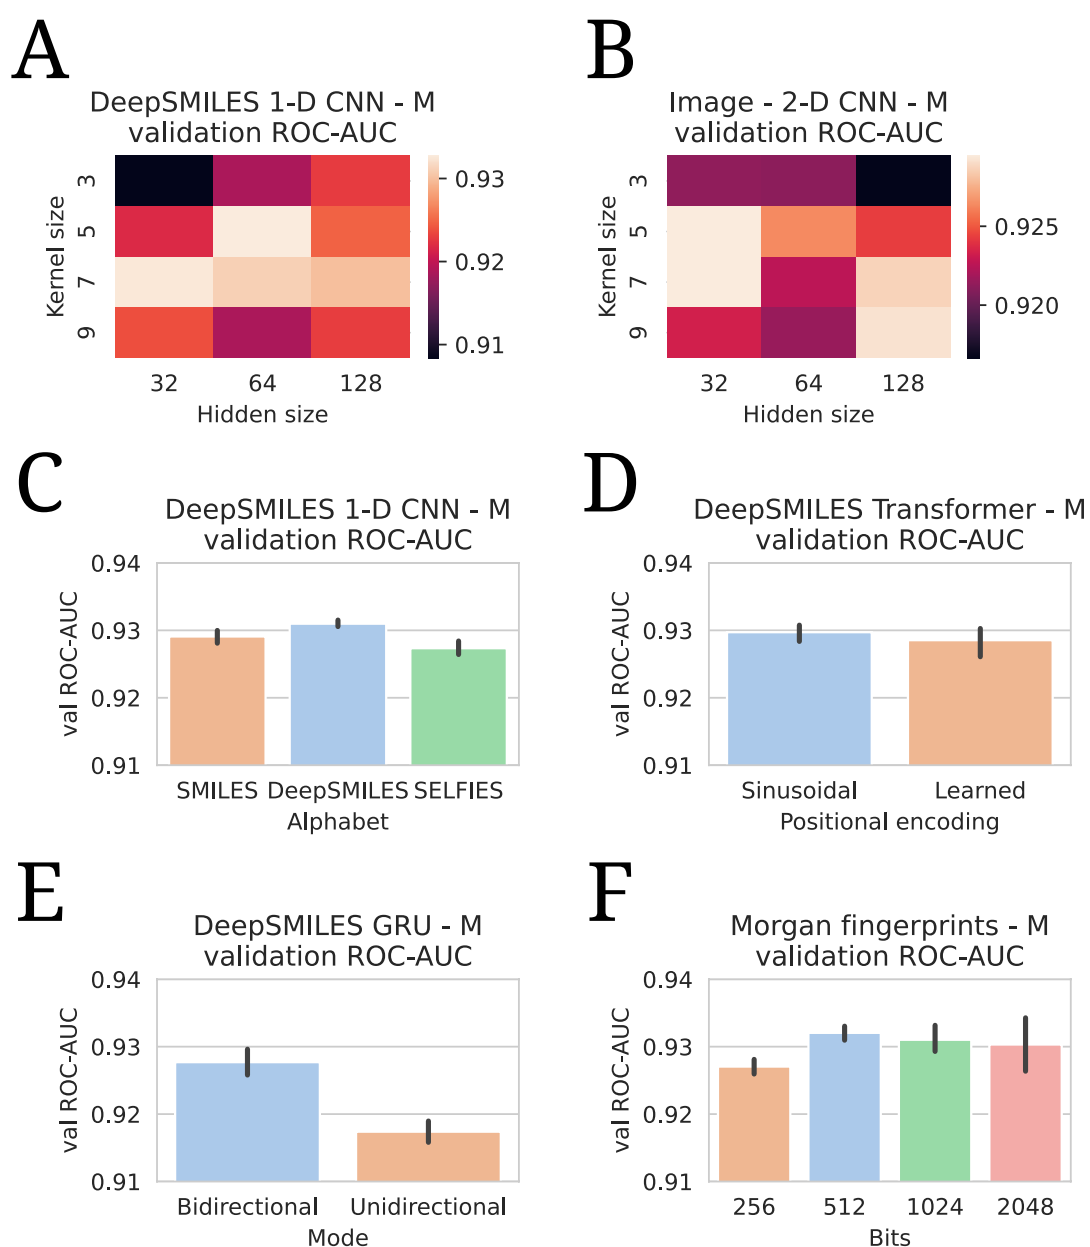 A
DeepSMILES 1-D CNN - M
validation ROC-AUC
Kernel size
3
5
7
9
32 64 128
Hidden size
0.93
0.92
0.91
B
Image - 2-D CNN - M
validation ROC-AUC
Kernel size
3
5
7
9
32 64 128
Hidden size
0.925
0.920
C
DeepSMILES 1-D CNN - M
validation ROC-AUC
val ROC-AUC
0.94
0.93
0.92
0.91
SMILES DeepSMILES SELFIES
Alphabet
D
DeepSMILES Transformer - M
validation ROC-AUC
val ROC-AUC
0.94
0.93
0.92
0.91
Sinusoidal Learned
Positional encoding
E
DeepSMILES GRU - M
validation ROC-AUC
val ROC-AUC
0.94
0.93
0.92
0.91
Bidirectional Unidirectional
Mode
F
Morgan fingerprints - M
validation ROC-AUC
val ROC-AUC
0.94
0.93
0.92
0.91
256 512 1024 2048
Bits